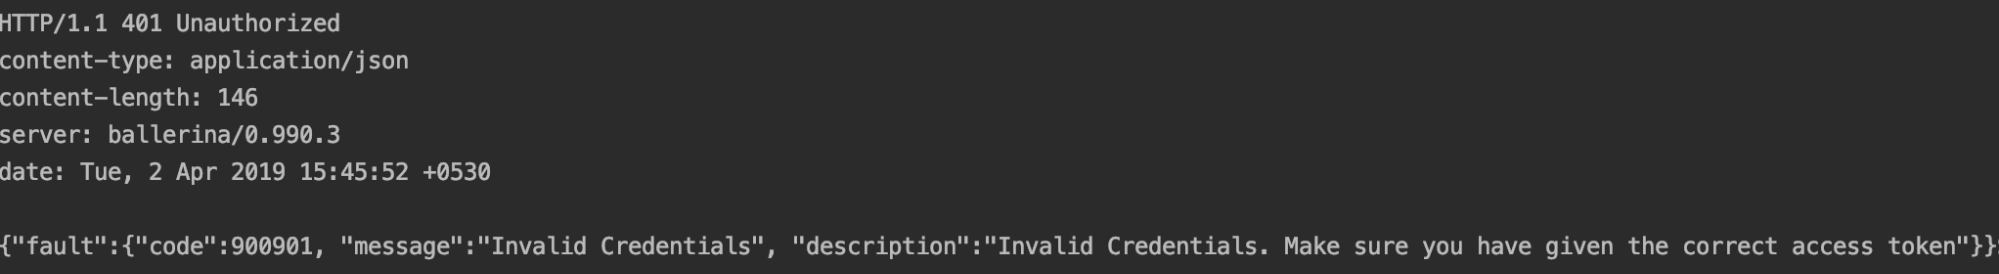 HTTP/1.1 401 Unauthorized
content-type: application/json
content-length: 146
server: ballerina/0.990.3
date: Tue, 2 Apr 2019 15:45:52 +0530
{"fault":{"code":900901, "message":"Invalid Credentials", "description":"Invalid Credentials. Make sure you have given the correct access token"}}